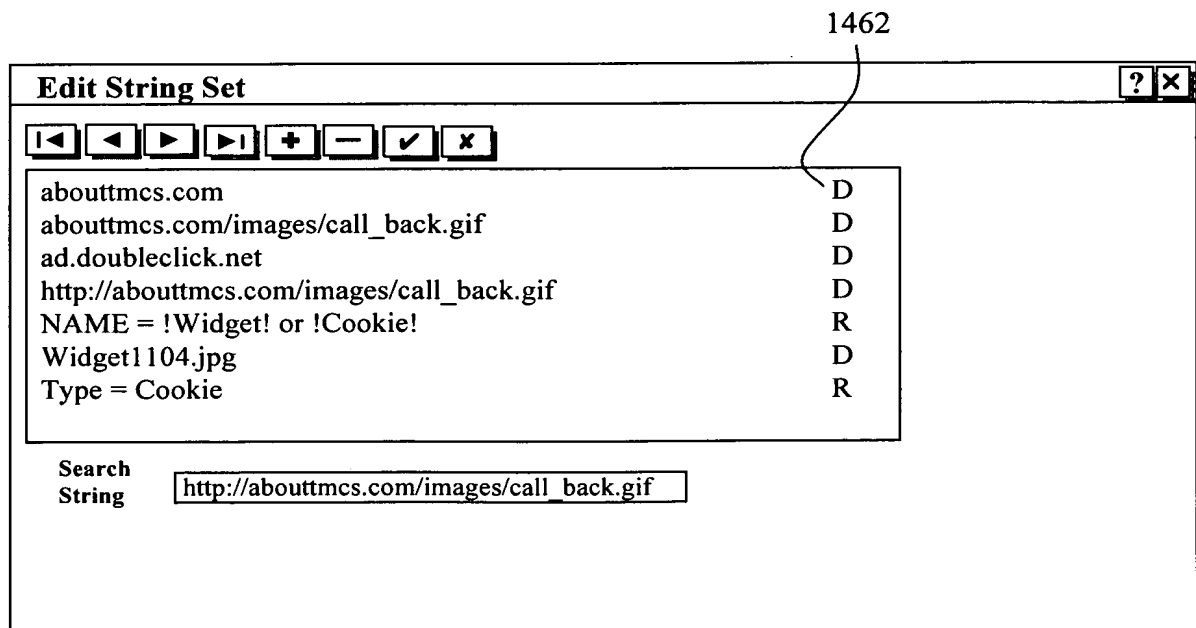 1462
Edit String Set ? ×
abouttmcs.com D
abouttmcs.com/images/call_back.gif D
ad.doubleclick.net D
http://abouttmcs.com/images/call_back.gif D
NAME = !Widget! or !Cookie! R
Widget1104.jpg D
Type = Cookie R
Search
String http://abouttmcs.com/images/call_back.gif